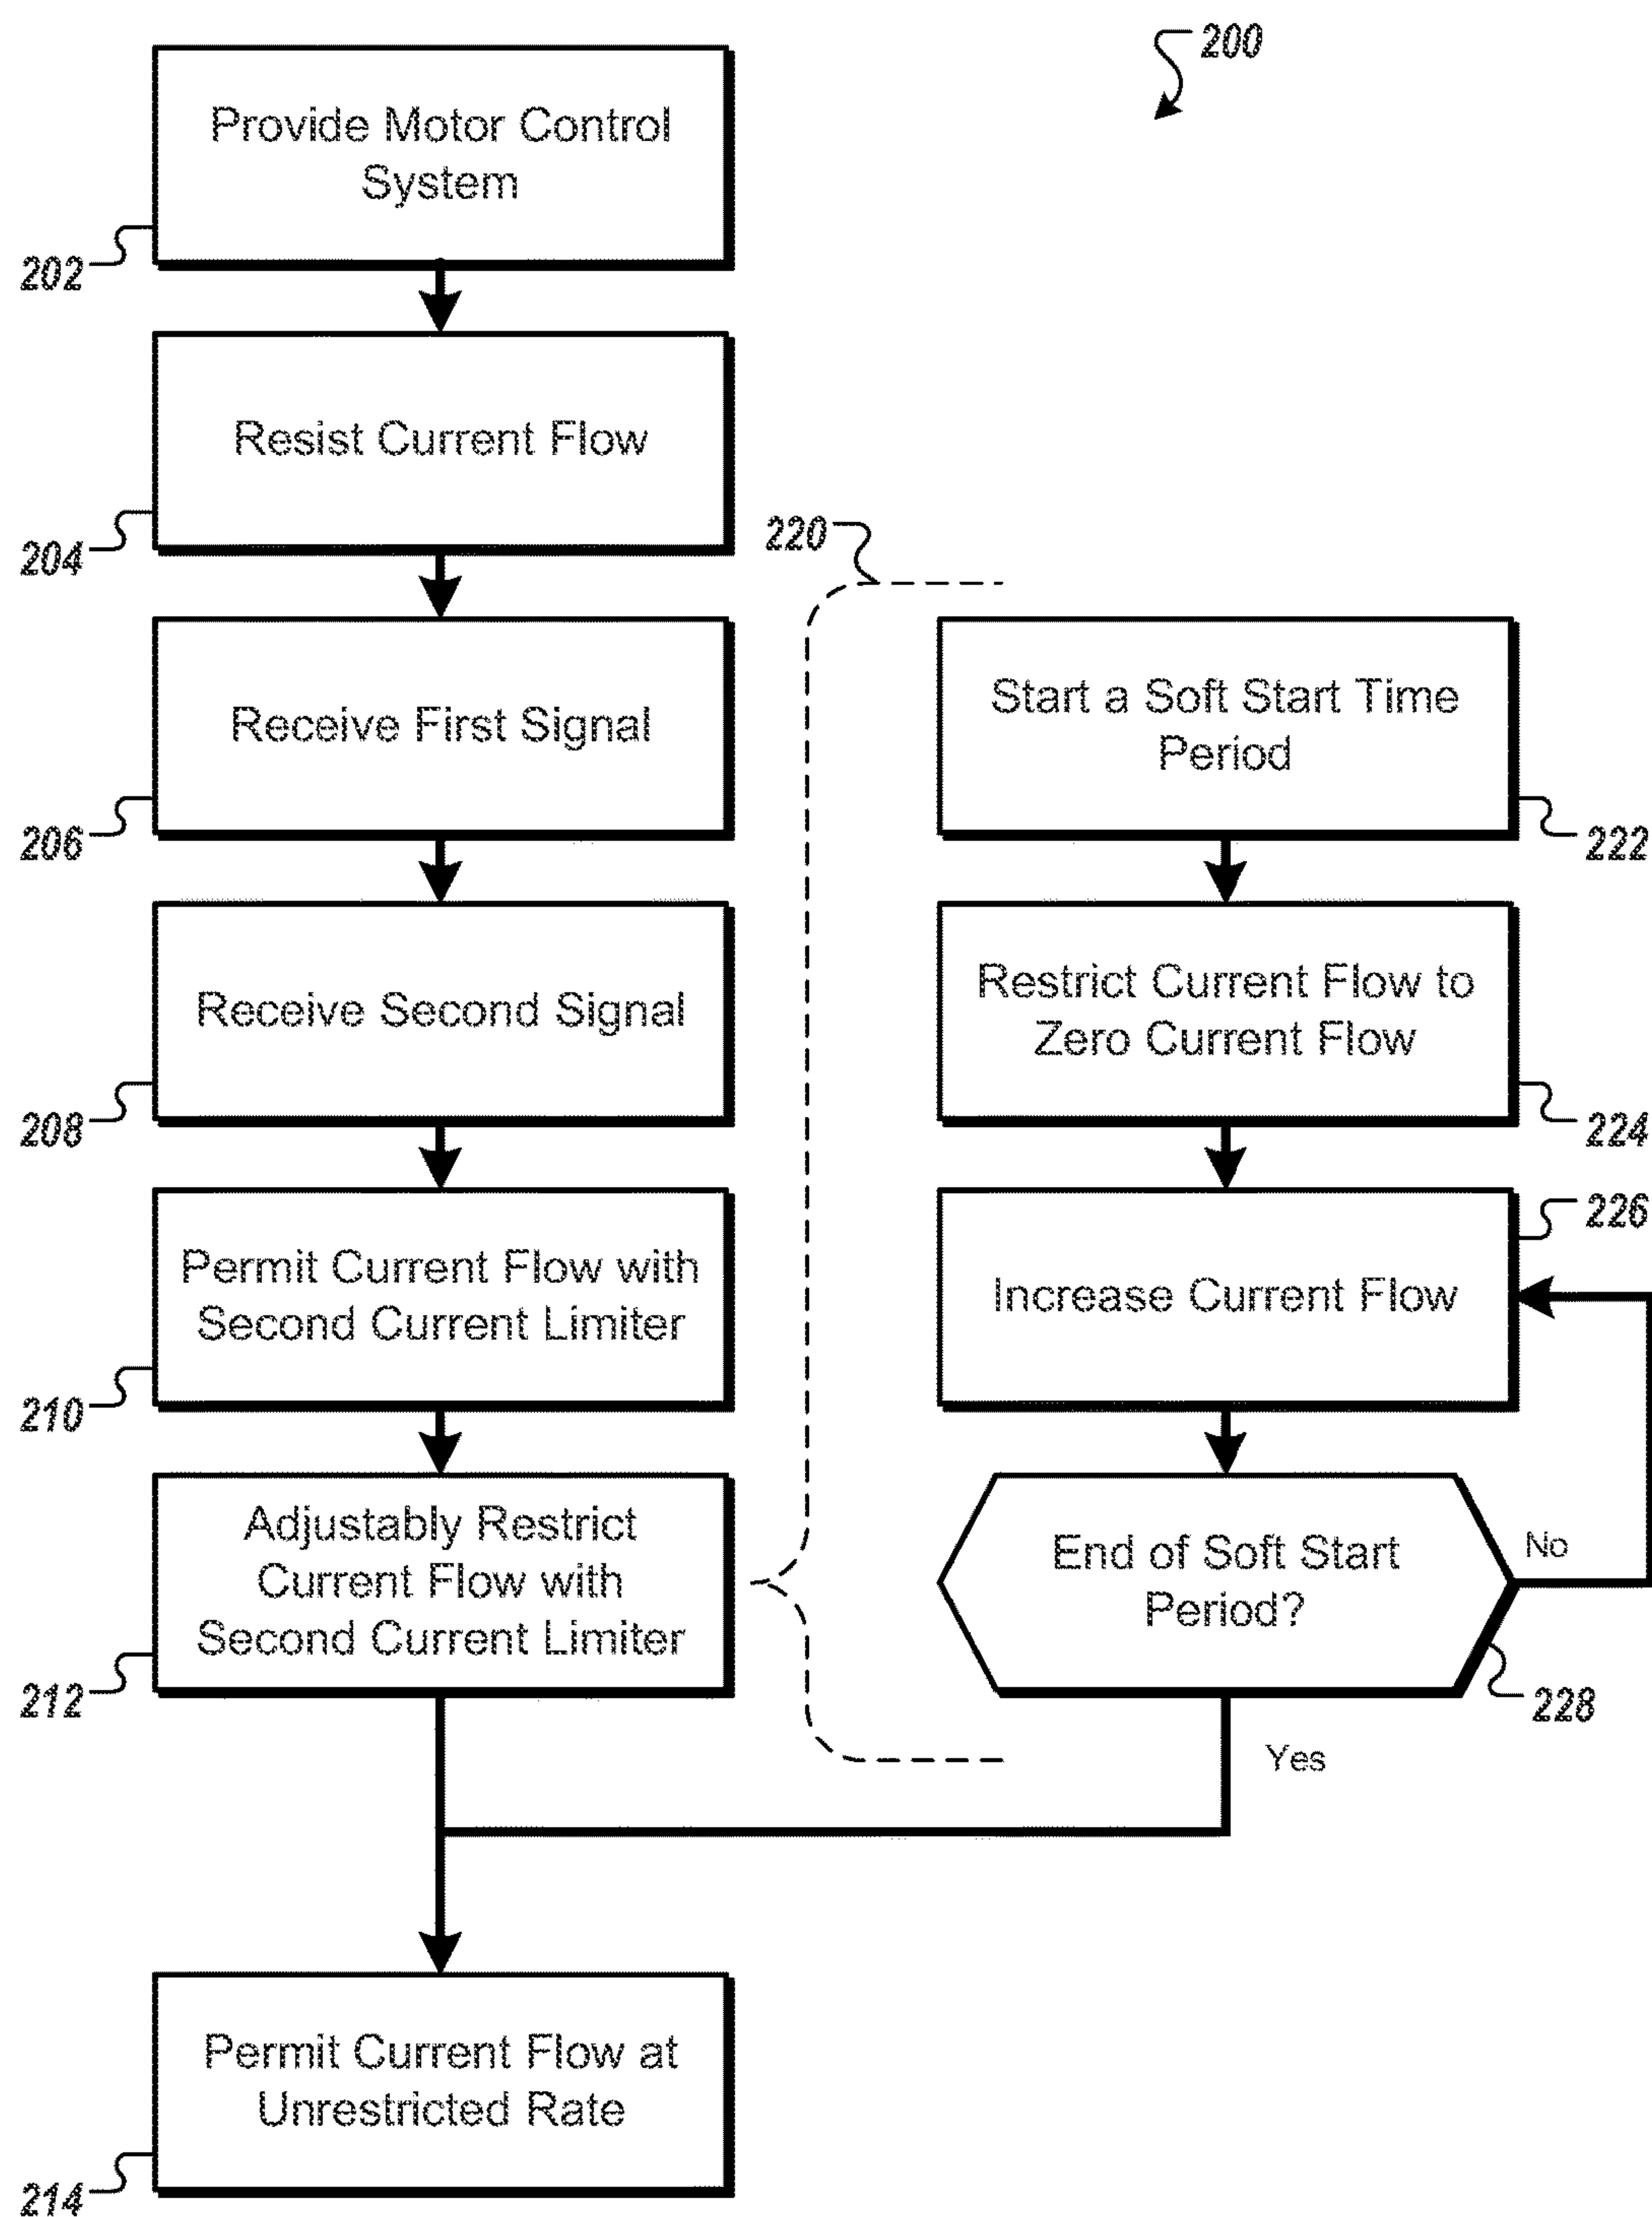 200
Provide Motor Control
System
202
Resist Current Flow
204
Receive First Signal
206
Receive Second Signal
208
Permit Current Flow with
Second Current Limiter
210
Adjustably Restrict
Current Flow with
Second Current Limiter
212
220
Start a Soft Start Time
Period
222
Restrict Current Flow to
Zero Current Flow
224
226
Increase Current Flow
End of Soft Start
Period?
No
228
Yes
Permit Current Flow at
Unrestricted Rate
214